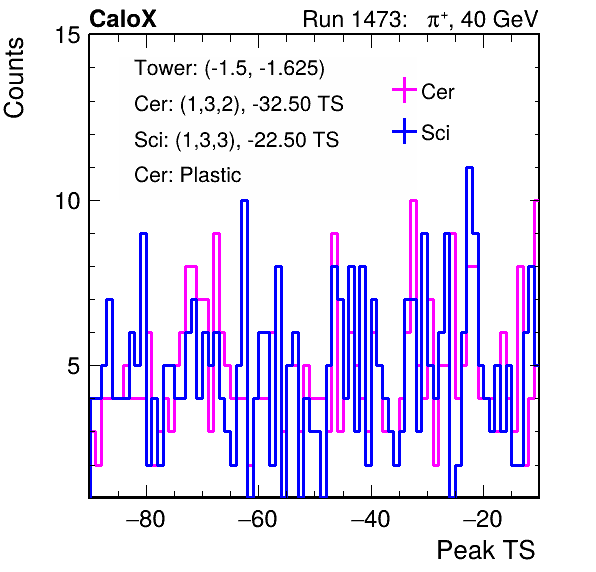 CaloX Run 1473: π⁺, 40 GeV
Counts
15
10
5
Tower: (-1.5, -1.625)
Cer: (1,3,2), -32.50 TS
Sci: (1,3,3), -22.50 TS
Cer: Plastic
Cer
Sci
−80 −60 −40 −20
Peak TS